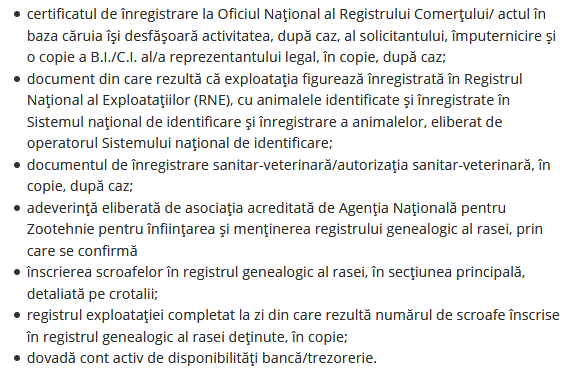 • certificatul de înregistrare la Oficiul Naţional al Registrului Comerţului/ actul în
baza căruia îşi desfăşoară activitatea, după caz, al solicitantului, împuternicire şi
o copie a B.I./C.I. al/a reprezentantului legal, în copie, după caz;
• document din care rezultă că exploataţia figurează înregistrată în Registrul
Naţional al Exploataţiilor (RNE), cu animalele identificate şi înregistrate în
Sistemul naţional de identificare şi înregistrare a animalelor, eliberat de
operatorul Sistemului naţional de identificare;
• documentul de înregistrare sanitar-veterinară/autorizaţia sanitar-veterinară, în
copie, după caz;
• adeverinţă eliberată de asociaţia acreditată de Agenţia Naţională pentru
Zootehnie pentru înfiinţarea şi menţinerea registrului genealogic al rasei, prin
care se confirmă
• înscrierea scroafelor în registrul genealogic al rasei, în secţiunea principală,
detaliată pe crotalii;
• registrul exploataţiei completat la zi din care rezultă numărul de scroafe înscrise
în registrul genealogic al rasei deţinute, în copie;
• dovadă cont activ de disponibilităţi bancă/trezorerie.